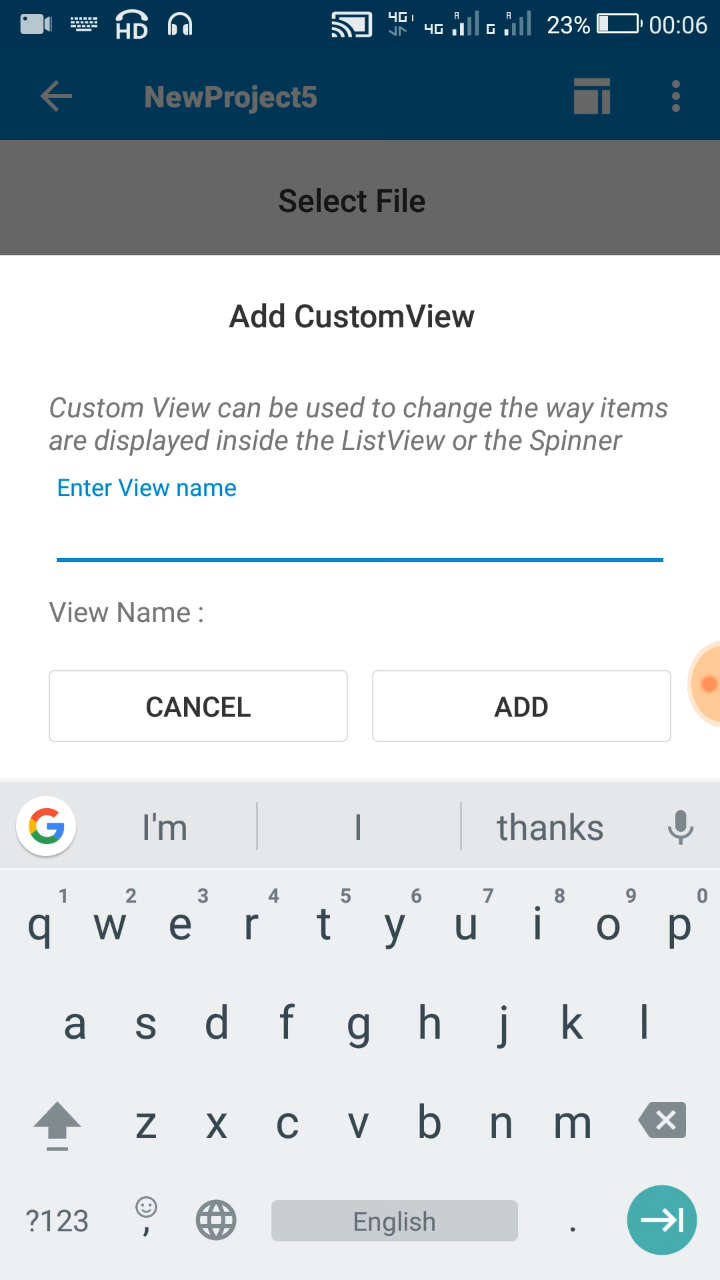 HD 4G 4G R G R 23% 00:06
NewProject5
Select File
Add CustomView
Custom View can be used to change the way items
are displayed inside the ListView or the Spinner
Enter View name
View Name :
CANCEL ADD
G I'm I thanks
1 2 3 4 5 6 7 8 9 0
q w e r t y u i o p
a s d f g h j k l
z x c v b n m
?123 , English .